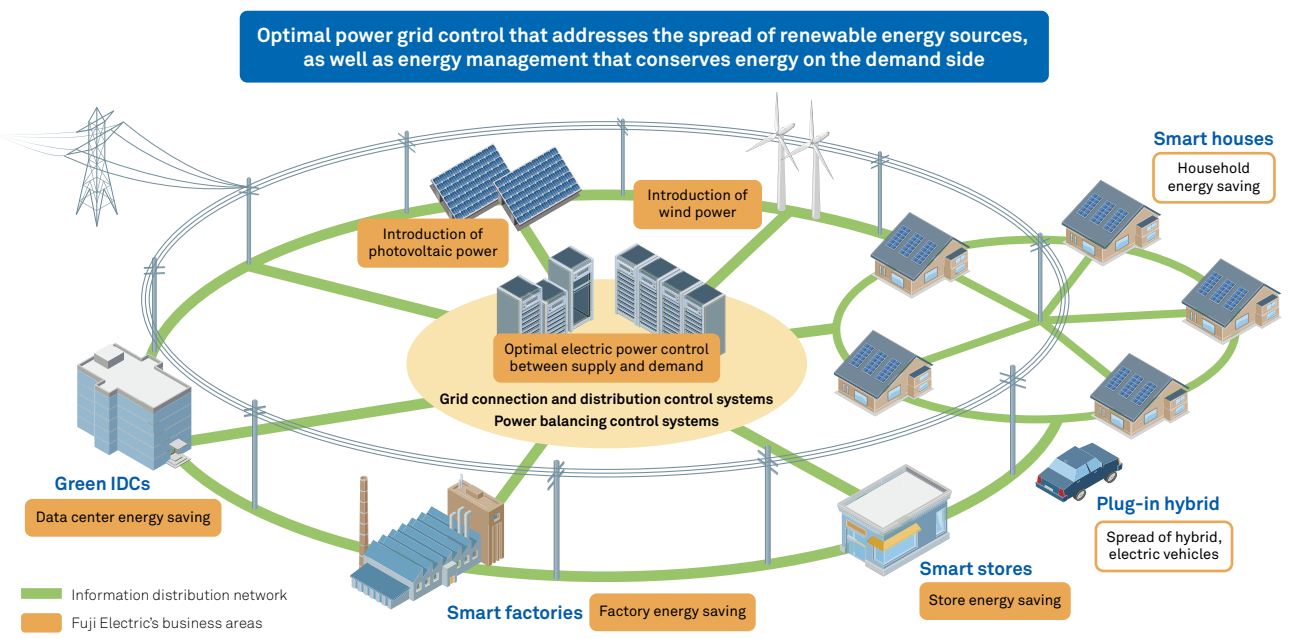 Optimal power grid control that addresses the spread of renewable energy sources,
as well as energy management that conserves energy on the demand side
Smart houses
Household
energy saving
Introduction of
wind power
Introduction of
photovoltaic power
Optimal electric power control
between supply and demand
Grid connection and distribution control systems
Power balancing control systems
Green IDCs
Data center energy saving
Plug-in hybrid
Spread of hybrid,
electric vehicles
Smart stores
Store energy saving
Smart factories
Factory energy saving
Information distribution network
Fuji Electric's business areas